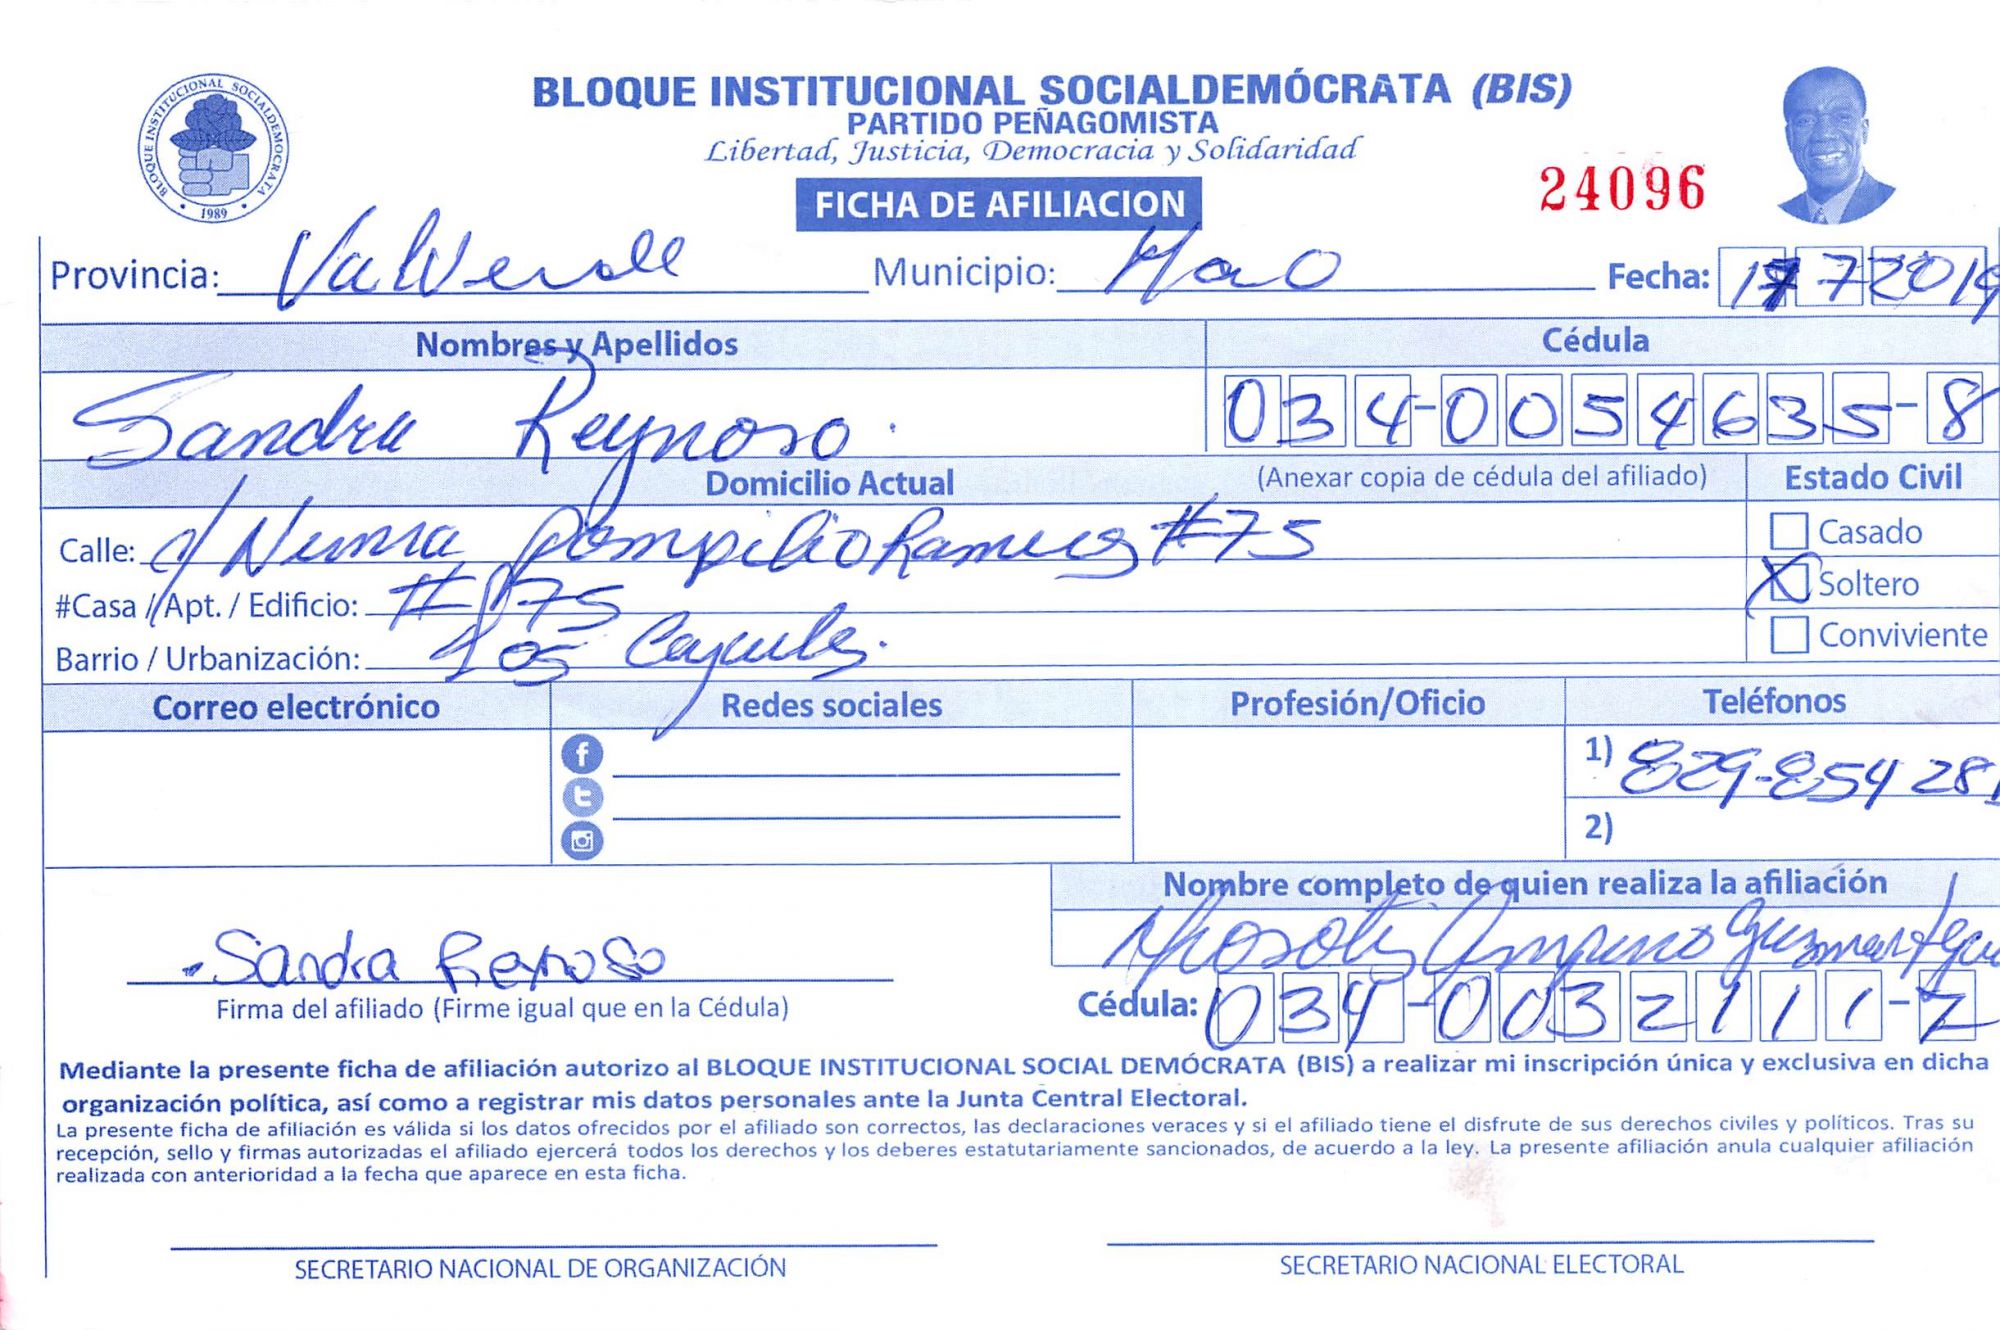 BLOQUE INSTITUCIONAL SOCIALDEMOCRATA
1989
BLOQUE INSTITUCIONAL SOCIALDEMÓCRATA (BIS)
PARTIDO PEÑAGOMISTA
Libertad, Justicia, Democracia y Solidaridad
FICHA DE AFILIACION
24096
Provincia: Valverde Municipio: Mao Fecha: 17 7 2019
Nombres y Apellidos Cédula
Sandra Reynoso. 034-0054635-8
Domicilio Actual (Anexar copia de cédula del afiliado) Estado Civil
Calle: c/ Numa Pompilio #75 Casado
#Casa / Apt. / Edificio: #75 X Soltero
Barrio / Urbanización: Los Conviviente
Correo electrónico Redes sociales Profesión/Oficio Teléfonos
1) 829-854 281
2)
Nombre completo de quien realiza la afiliación
Sandra Reynoso
Firma del afiliado (Firme igual que en la Cédula) Cédula: 034-0032111-7
Mediante la presente ficha de afiliación autorizo al BLOQUE INSTITUCIONAL SOCIAL DEMÓCRATA (BIS) a realizar mi inscripción única y exclusiva en dicha
organización política, así como a registrar mis datos personales ante la Junta Central Electoral.
La presente ficha de afiliación es válida si los datos ofrecidos por el afiliado son correctos, las declaraciones veraces y si el afiliado tiene el disfrute de sus derechos civiles y políticos. Tras su
recepción, sello y firmas autorizadas el afiliado ejercerá todos los derechos y los deberes estatutariamente sancionados, de acuerdo a la ley. La presente afiliación anula cualquier afiliación
realizada con anterioridad a la fecha que aparece en esta ficha.
SECRETARIO NACIONAL DE ORGANIZACIÓN SECRETARIO NACIONAL ELECTORAL